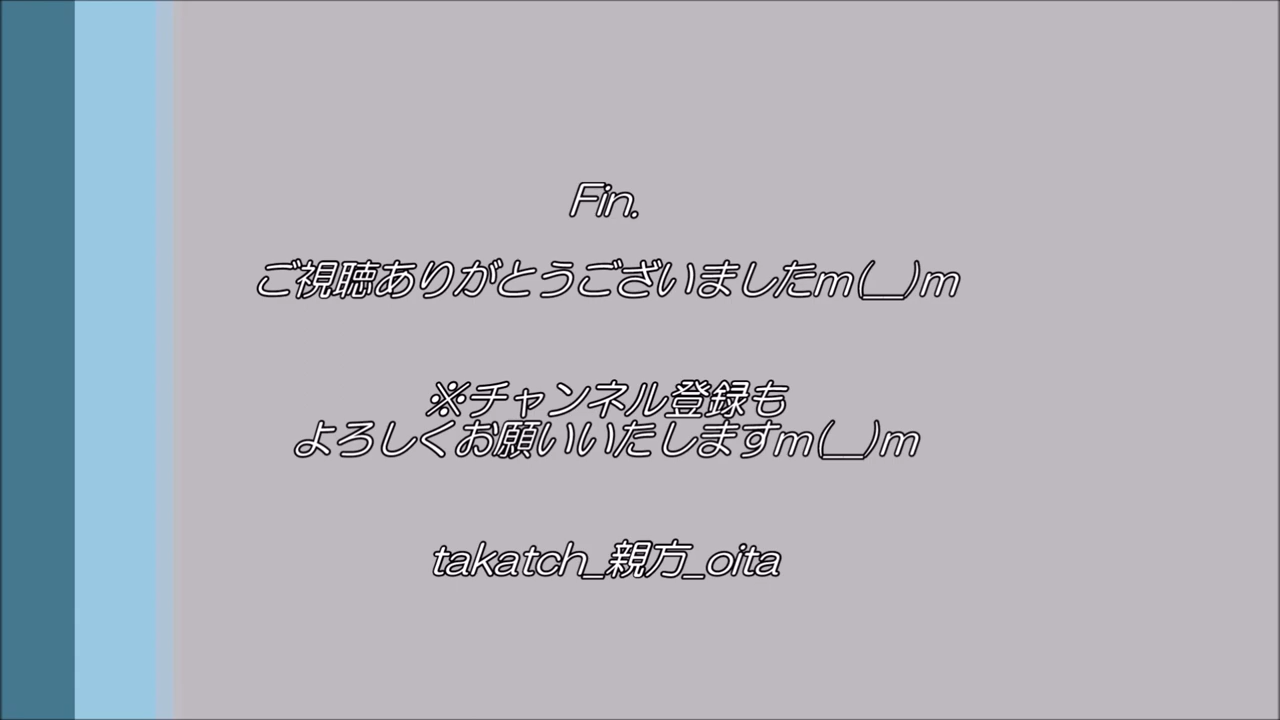 Fin.
ご視聴ありがとうございましたm(__)m
※チャンネル登録も
よろしくお願いいたしますm(__)m
takatch_親方_oita